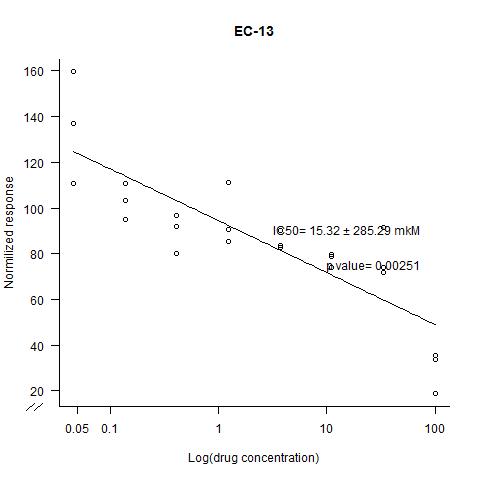 EC-13
Normilized response
160
140
120
100
80
60
40
20
IC50= 15.32 ± 285.29 mkM
p value= 0.00251
0.05 0.1 1 10 100
Log(drug concentration)